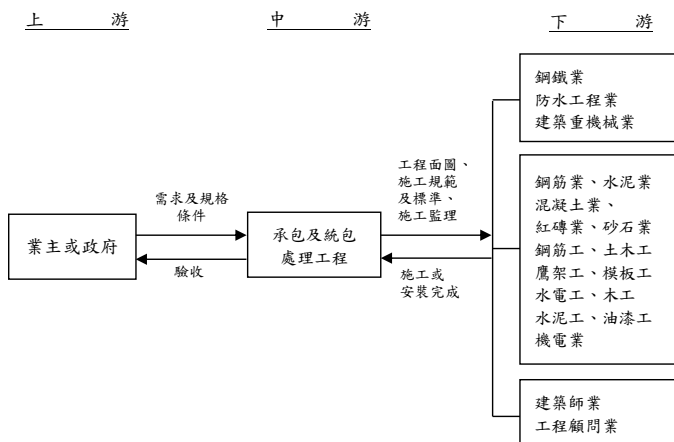 上 游
中 游
下 游
業主或政府
需求及規格
條件
驗收
承包及統包
處理工程
工程面圖、
施工規範
及標準、
施工監理
施工或
安裝完成
鋼鐵業
防水工程業
建築重機械業
鋼筋業、水泥業
混凝土業、
紅磚業、砂石業
鋼筋工、土木工
鷹架工、模板工
水電工、木工
水泥工、油漆工
機電業
建築師業
工程顧問業